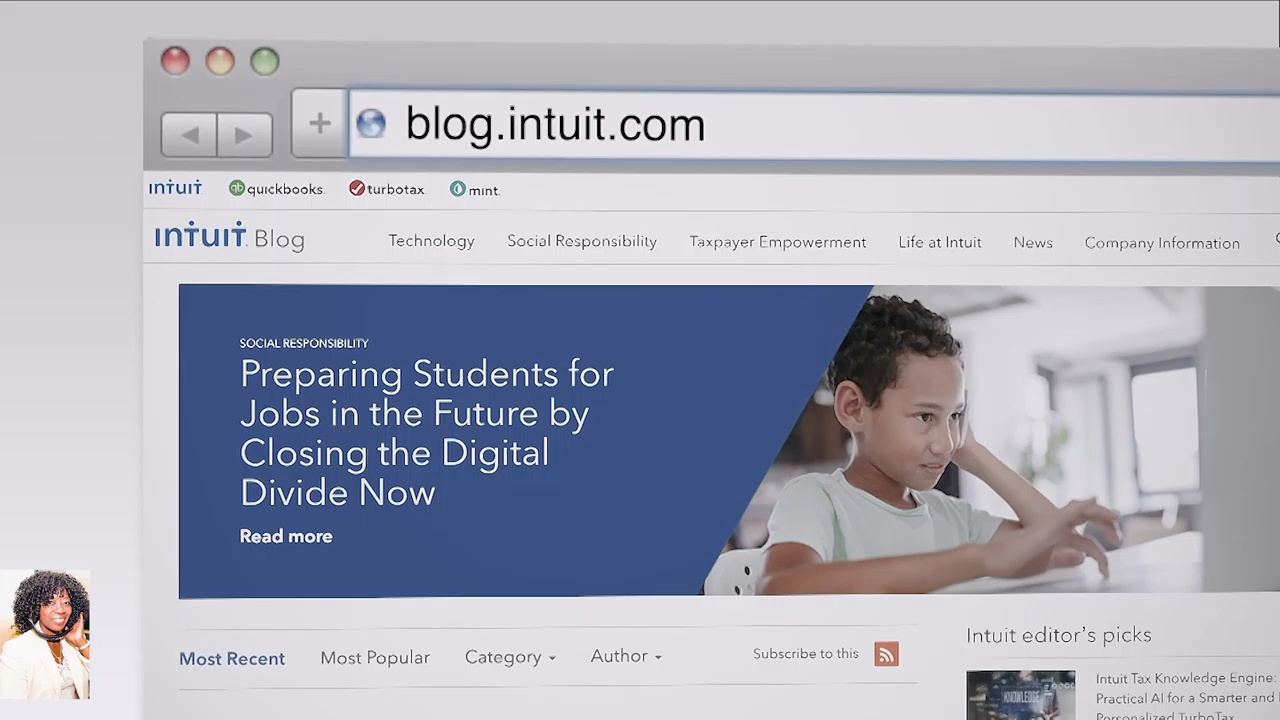 blog.intuit.com
INTUIT quickbooks. turbotax. mint.
INTUIT Blog Technology Social Responsibility Taxpayer Empowerment Life at Intuit News Company Information
SOCIAL RESPONSIBILITY
Preparing Students for
Jobs in the Future by
Closing the Digital
Divide Now
Read more
Most Recent Most Popular Category Author Subscribe to this
Intuit editor's picks
KNOWLEDGE
Intuit Tax Knowledge Engine:
Practical AI for a Smarter and
Personalized TurboTax